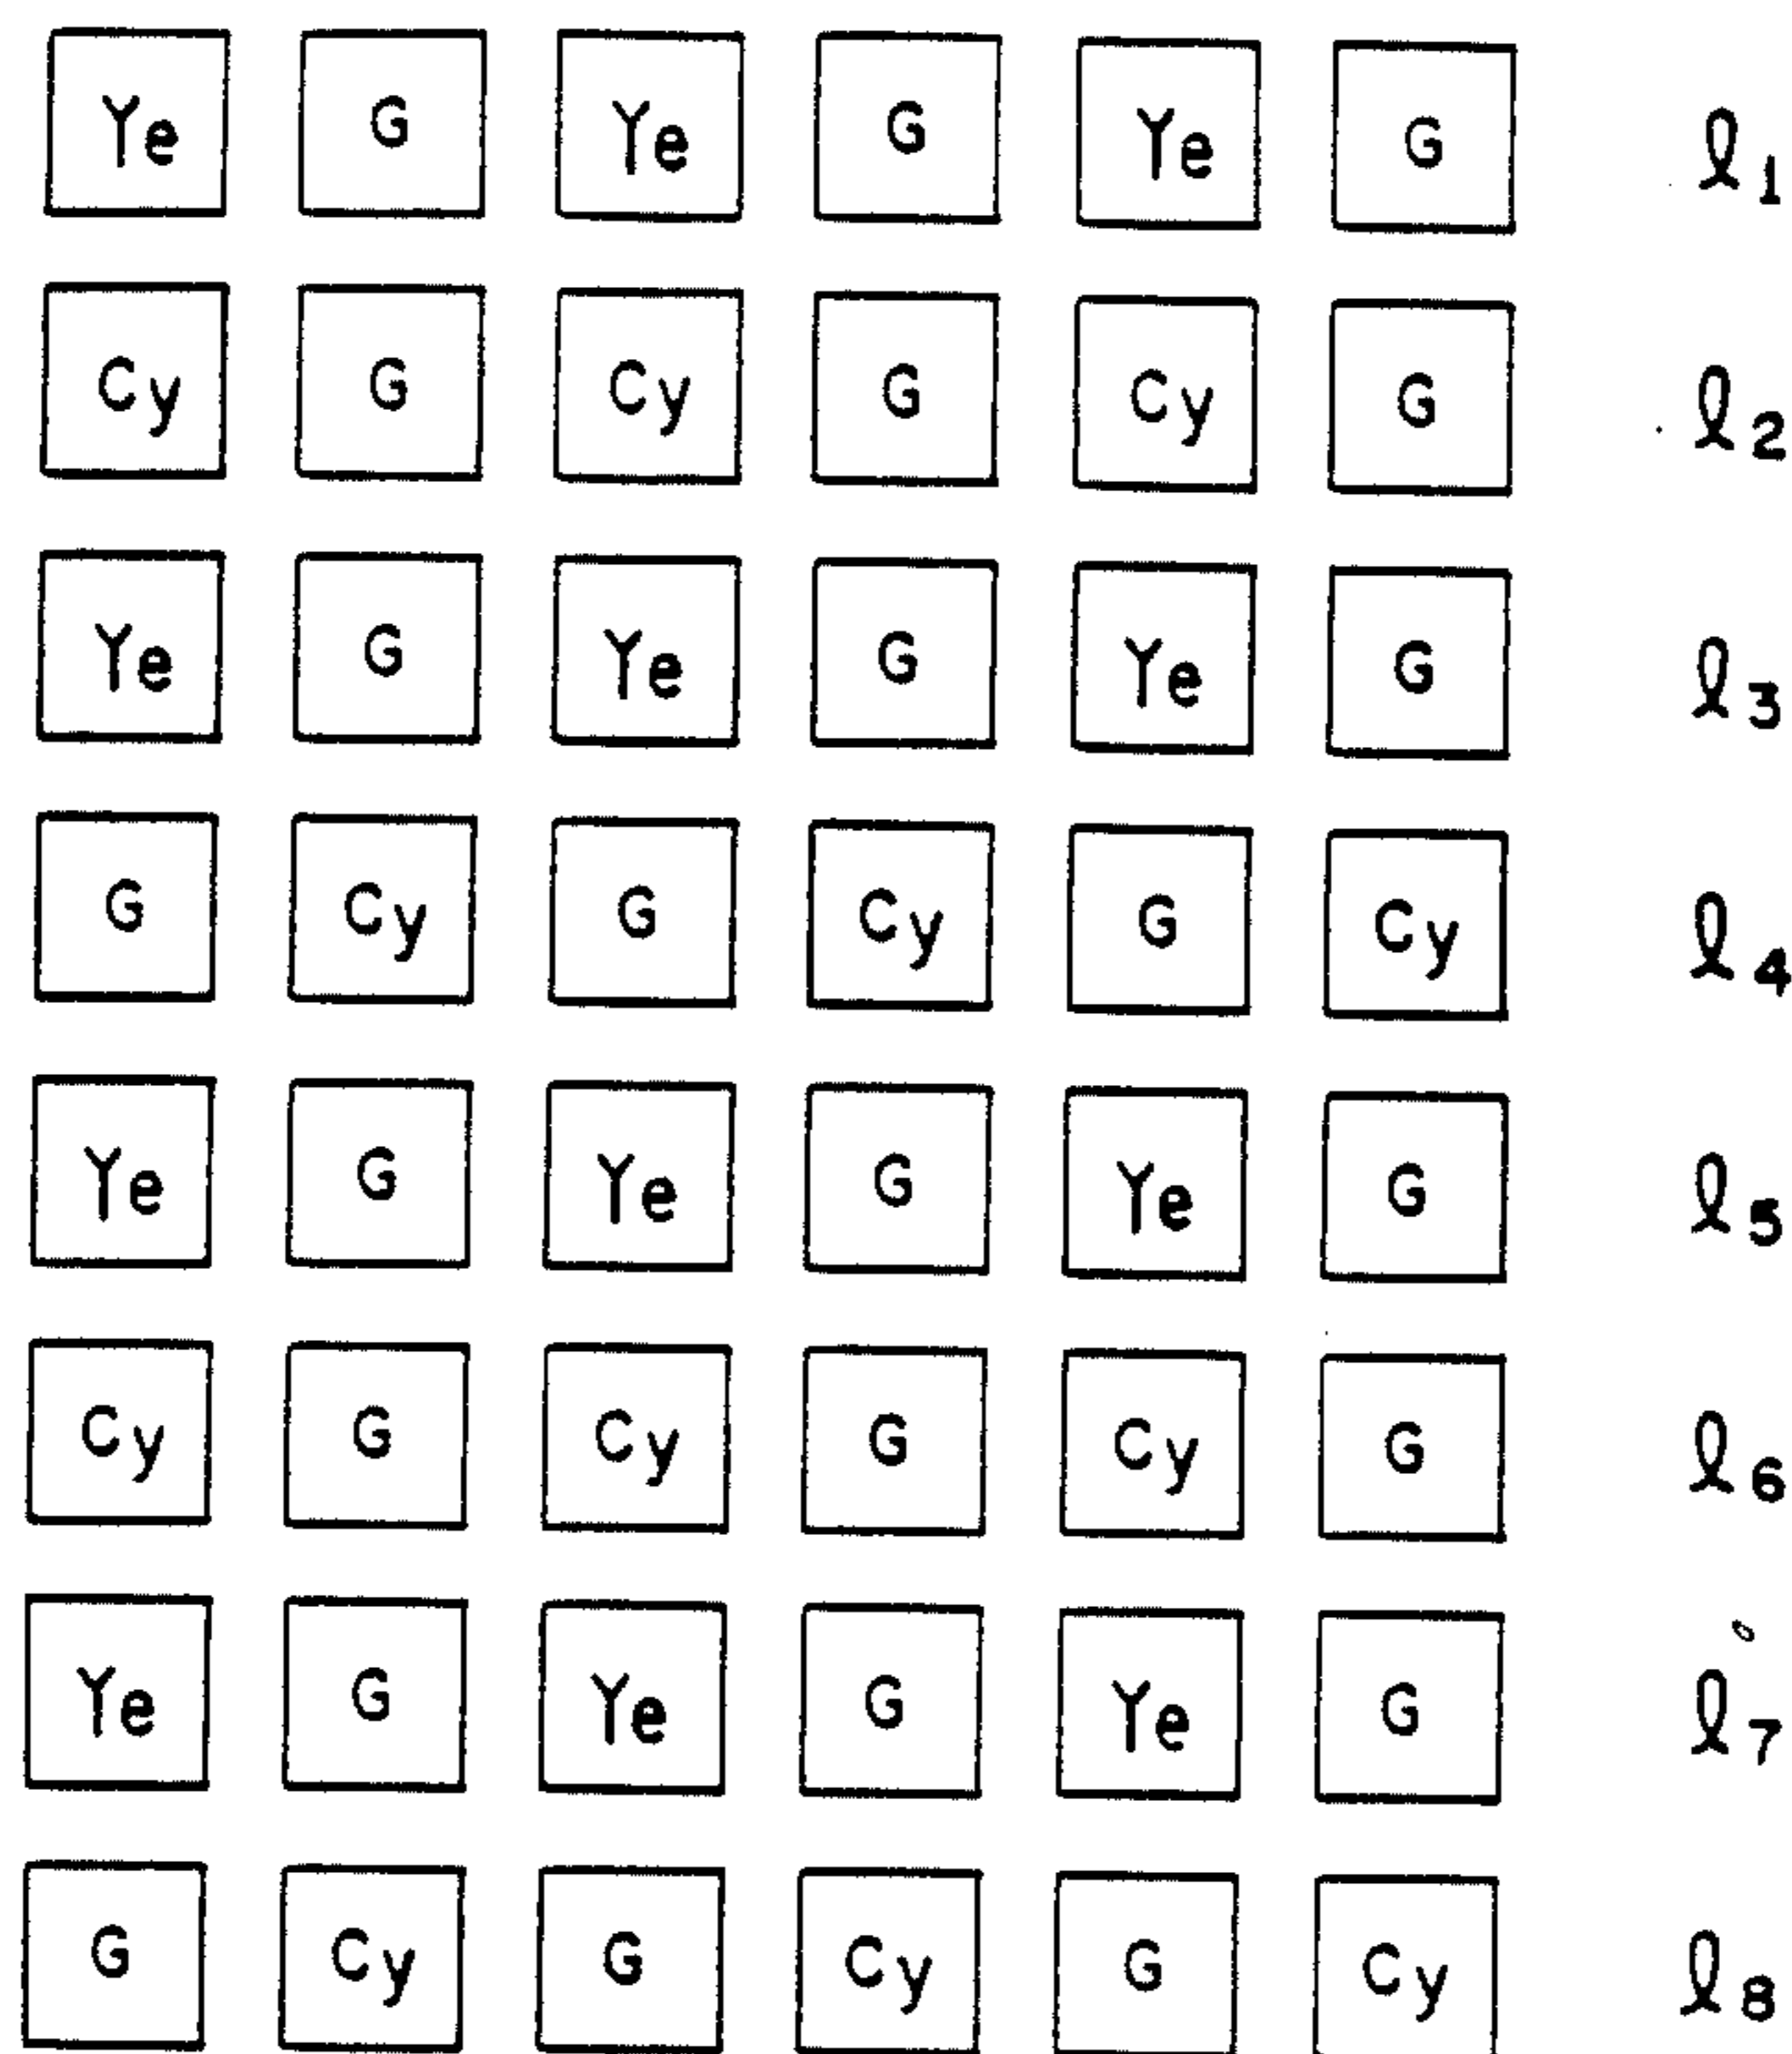 Ye G Ye G Ye G ℓ1
Cy G Cy G Cy G ℓ2
Ye G Ye G Ye G ℓ3
G Cy G Cy G Cy ℓ4
Ye G Ye G Ye G ℓ5
Cy G Cy G Cy G ℓ6
Ye G Ye G Ye G ℓ7
G Cy G Cy G Cy ℓ8